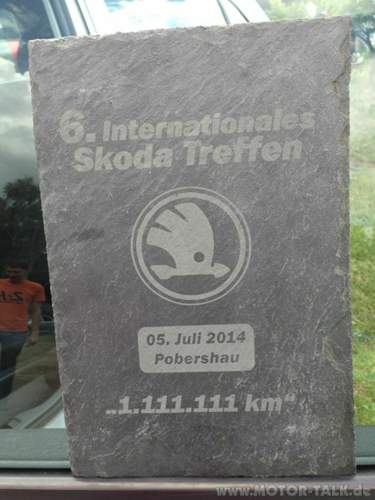 6. Internationales
Skoda Treffen
05. Juli 2014
Pobershau
„1.111.111 km“
www.MOTOR-TALK.de